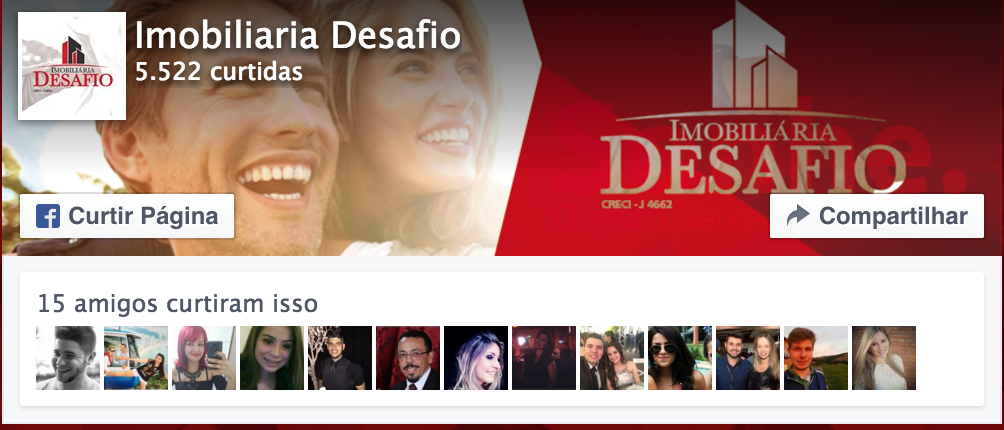 Imobiliaria Desafio
5.522 curtidas
IMOBILIÁRIA
DESAFIO
IMOBILIÁRIA
DESAFIO
CRECI - J 4662
Curtir Página
Compartilhar
15 amigos curtiram isso